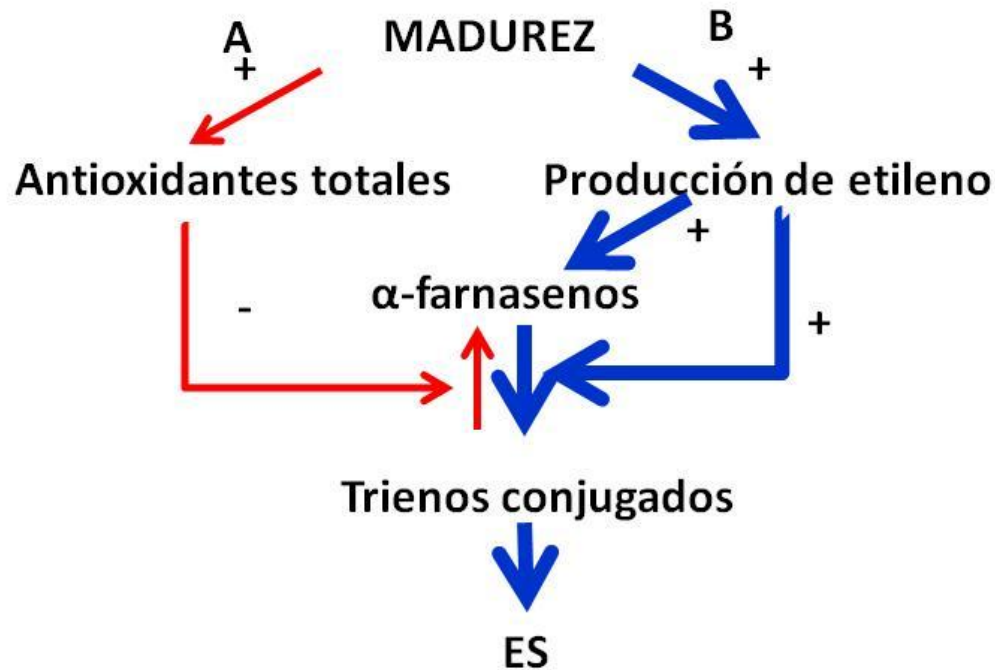 A MADUREZ B
+ +
Antioxidantes totales Producción de etileno
+
α-farnasenos
- +
Trienos conjugados
ES